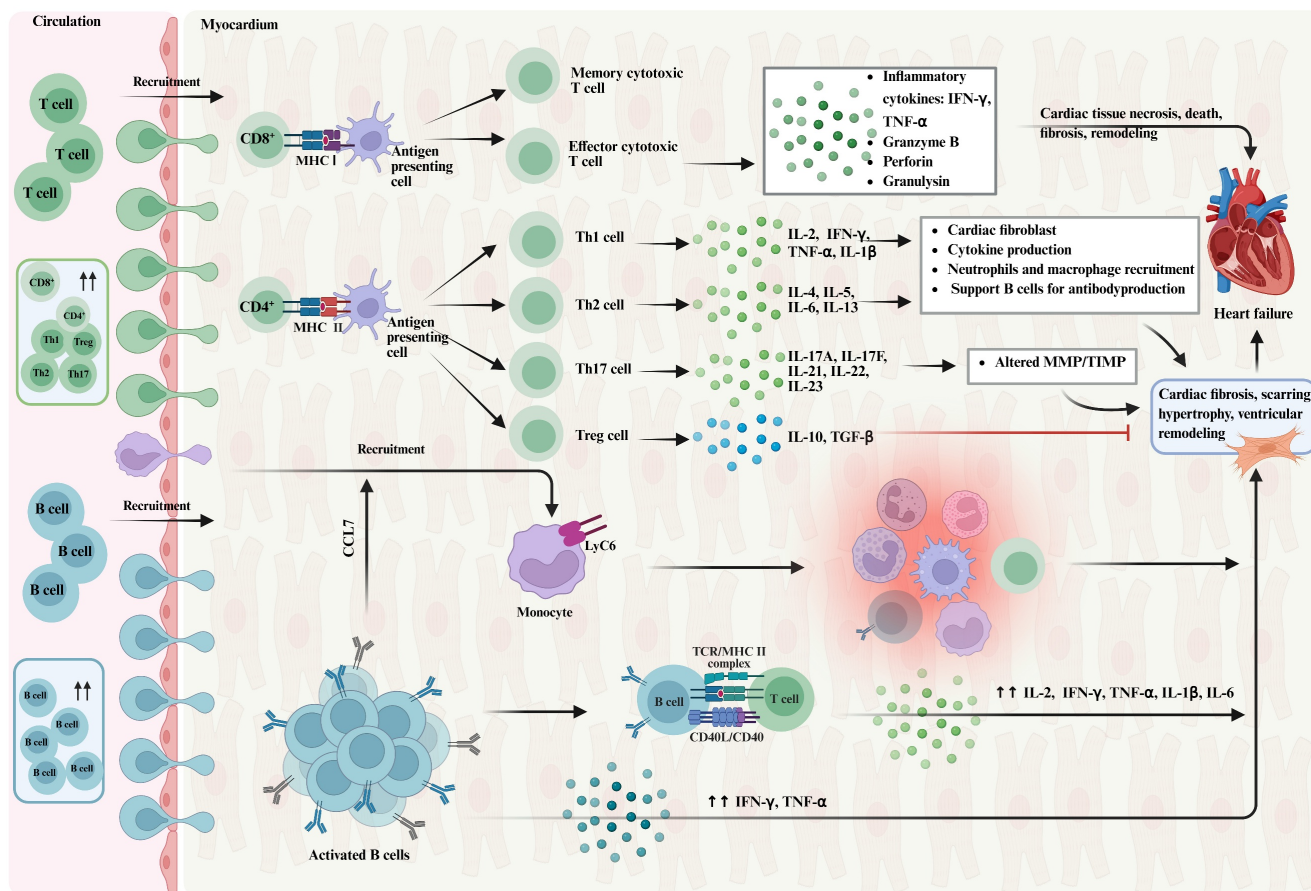 Circulation
Myocardium
T cell
T cell
T cell
Recruitment
CD8⁺
CD4⁺
Th1
Treg
Th2
Th17
CD8⁺
MHC I
Antigen
presenting
cell
Memory cytotoxic
T cell
Effector cytotoxic
T cell
• Inflammatory
cytokines: IFN-γ,
TNF-α
• Granzyme B
• Perforin
• Granulysin
Cardiac tissue necrosis, death,
fibrosis, remodeling
CD4⁺
MHC II
Antigen
presenting
cell
Th1 cell
Th2 cell
Th17 cell
Treg cell
IL-2, IFN-γ,
TNF-α, IL-1β
IL-4, IL-5,
IL-6, IL-13
IL-17A, IL-17F,
IL-21, IL-22,
IL-23
IL-10, TGF-β
• Cardiac fibroblast
• Cytokine production
• Neutrophils and macrophage recruitment
• Support B cells for antibodyproduction
• Altered MMP/TIMP
Heart failure
Cardiac fibrosis, scarring
hypertrophy, ventricular
remodeling
B cell
B cell
B cell
Recruitment
Recruitment
CCL7
LyC6
Monocyte
B cell
B cell
B cell
B cell
B cell
Activated B cells
TCR/MHC II
complex
B cell
T cell
CD40L/CD40
↑↑ IL-2, IFN-γ, TNF-α, IL-1β, IL-6
↑↑ IFN-γ, TNF-α